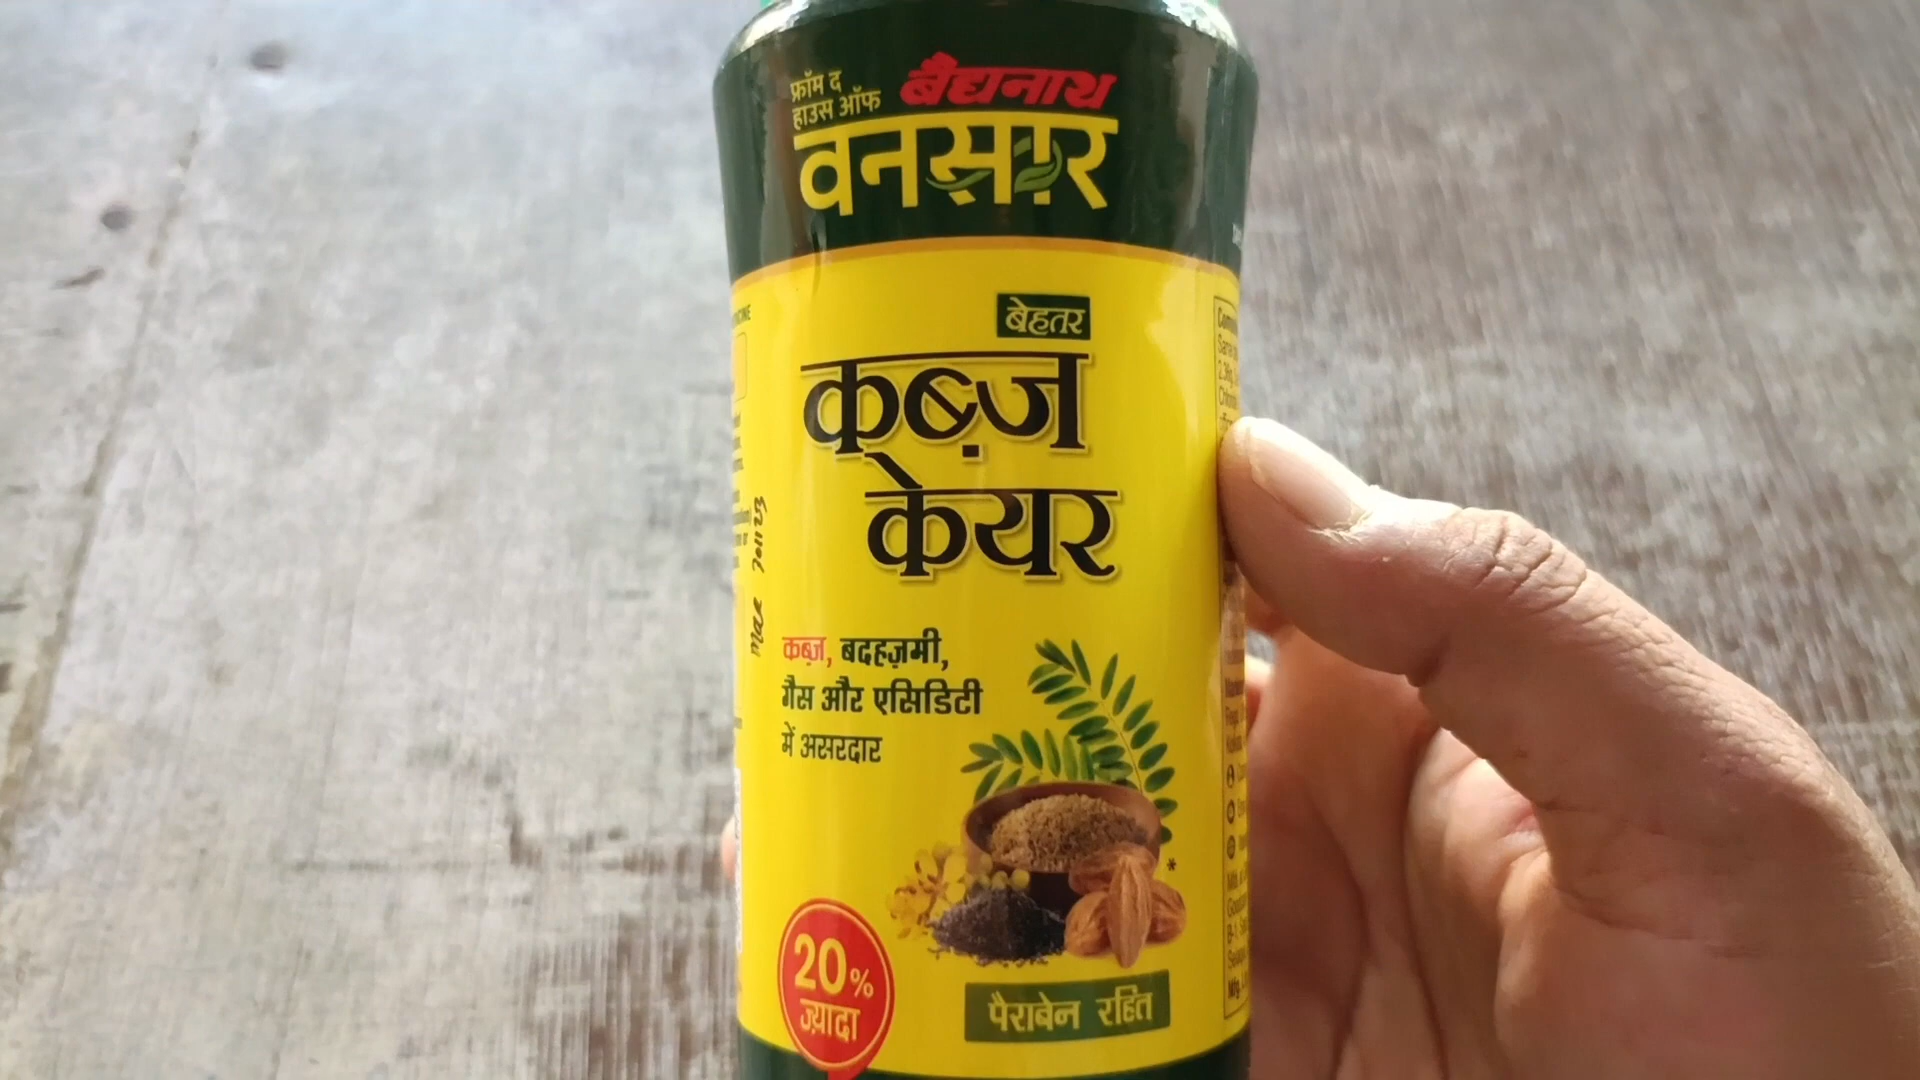 फ्रॉम द
हाउस ऑफ
बैद्यनाथ
वनसार
बेहतर
कब्ज़
केयर
कब्ज़, बदहज़मी,
गैस और एसिडिटी
में असरदार
*
20%
ज़्यादा
पैराबेन रहित